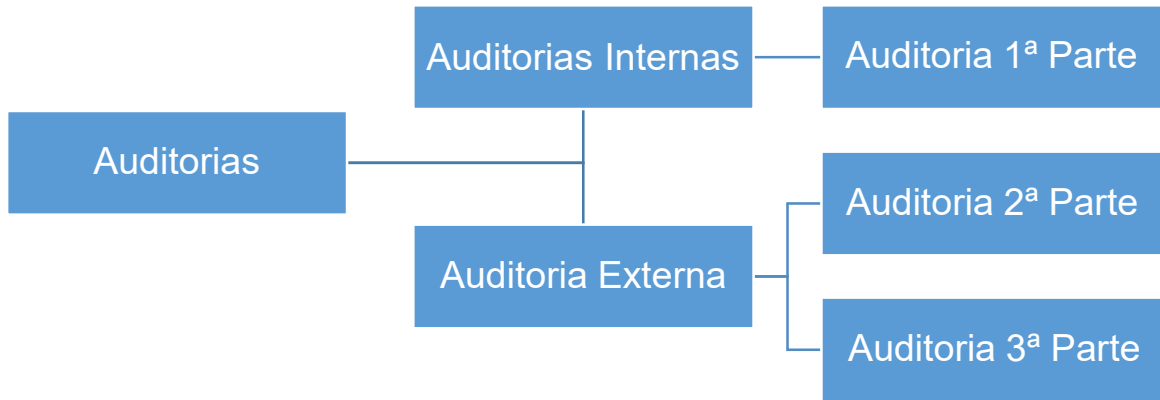 Auditorias
Auditorias Internas
Auditoria 1ª Parte
Auditoria Externa
Auditoria 2ª Parte
Auditoria 3ª Parte